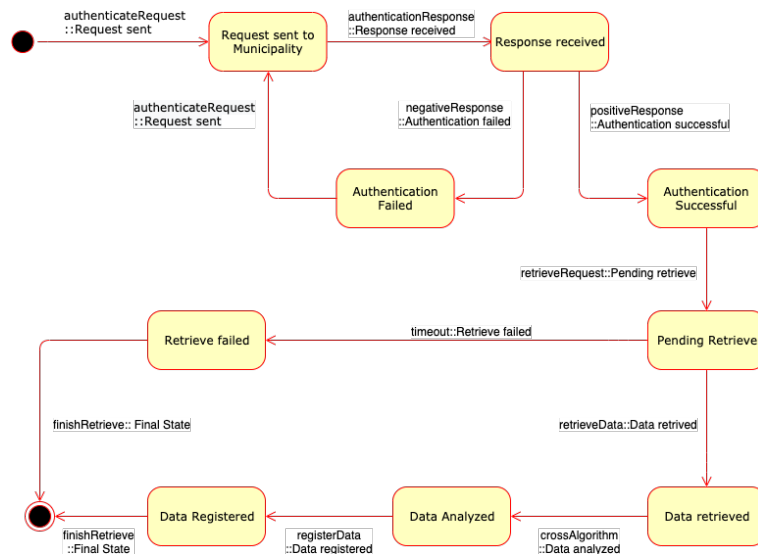 authenticateRequest
::Request sent
Request sent to
Municipality
authenticationResponse
::Response received
Response received
authenticateRequest
::Request sent
negativeResponse
::Authentication failed
positiveResponse
::Authentication successful
Authentication
Failed
Authentication
Successful
retrieveRequest::Pending retrieve
Retrieve failed
timeout::Retrieve failed
Pending Retrieve
finishRetrieve:: Final State
retrieveData::Data retrived
Data Registered
Data Analyzed
Data retrieved
finishRetrieve
::Final State
registerData
::Data registered
crossAlgorithm
::Data analyzed